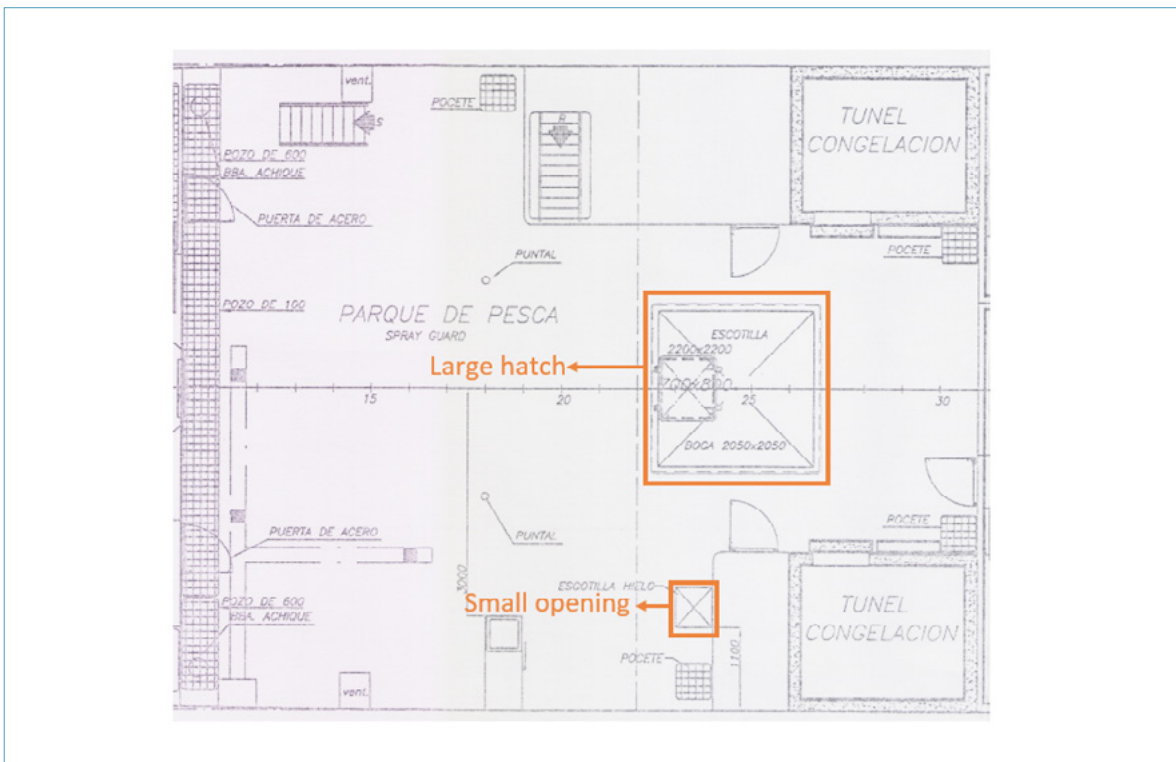 vent.
S
POCETE
R
TUNEL
CONGELACION
POZO DE 600
BBA. ACHIQUE
PUERTA DE ACERO
PUNTAL
POCETE
POZO DE 100
PARQUE DE PESCA
SPRAY GUARD
ESCOTILLA
2200x2200
Large hatch
15
20
25
30
BOCA 2050x2050
PUERTA DE ACERO
PUNTAL
POCETE
3000
ESCOTILLA HIELO
Small opening
POZO DE 600
BBA. ACHIQUE
TUNEL
CONGELACION
1100
POCETE
vent.